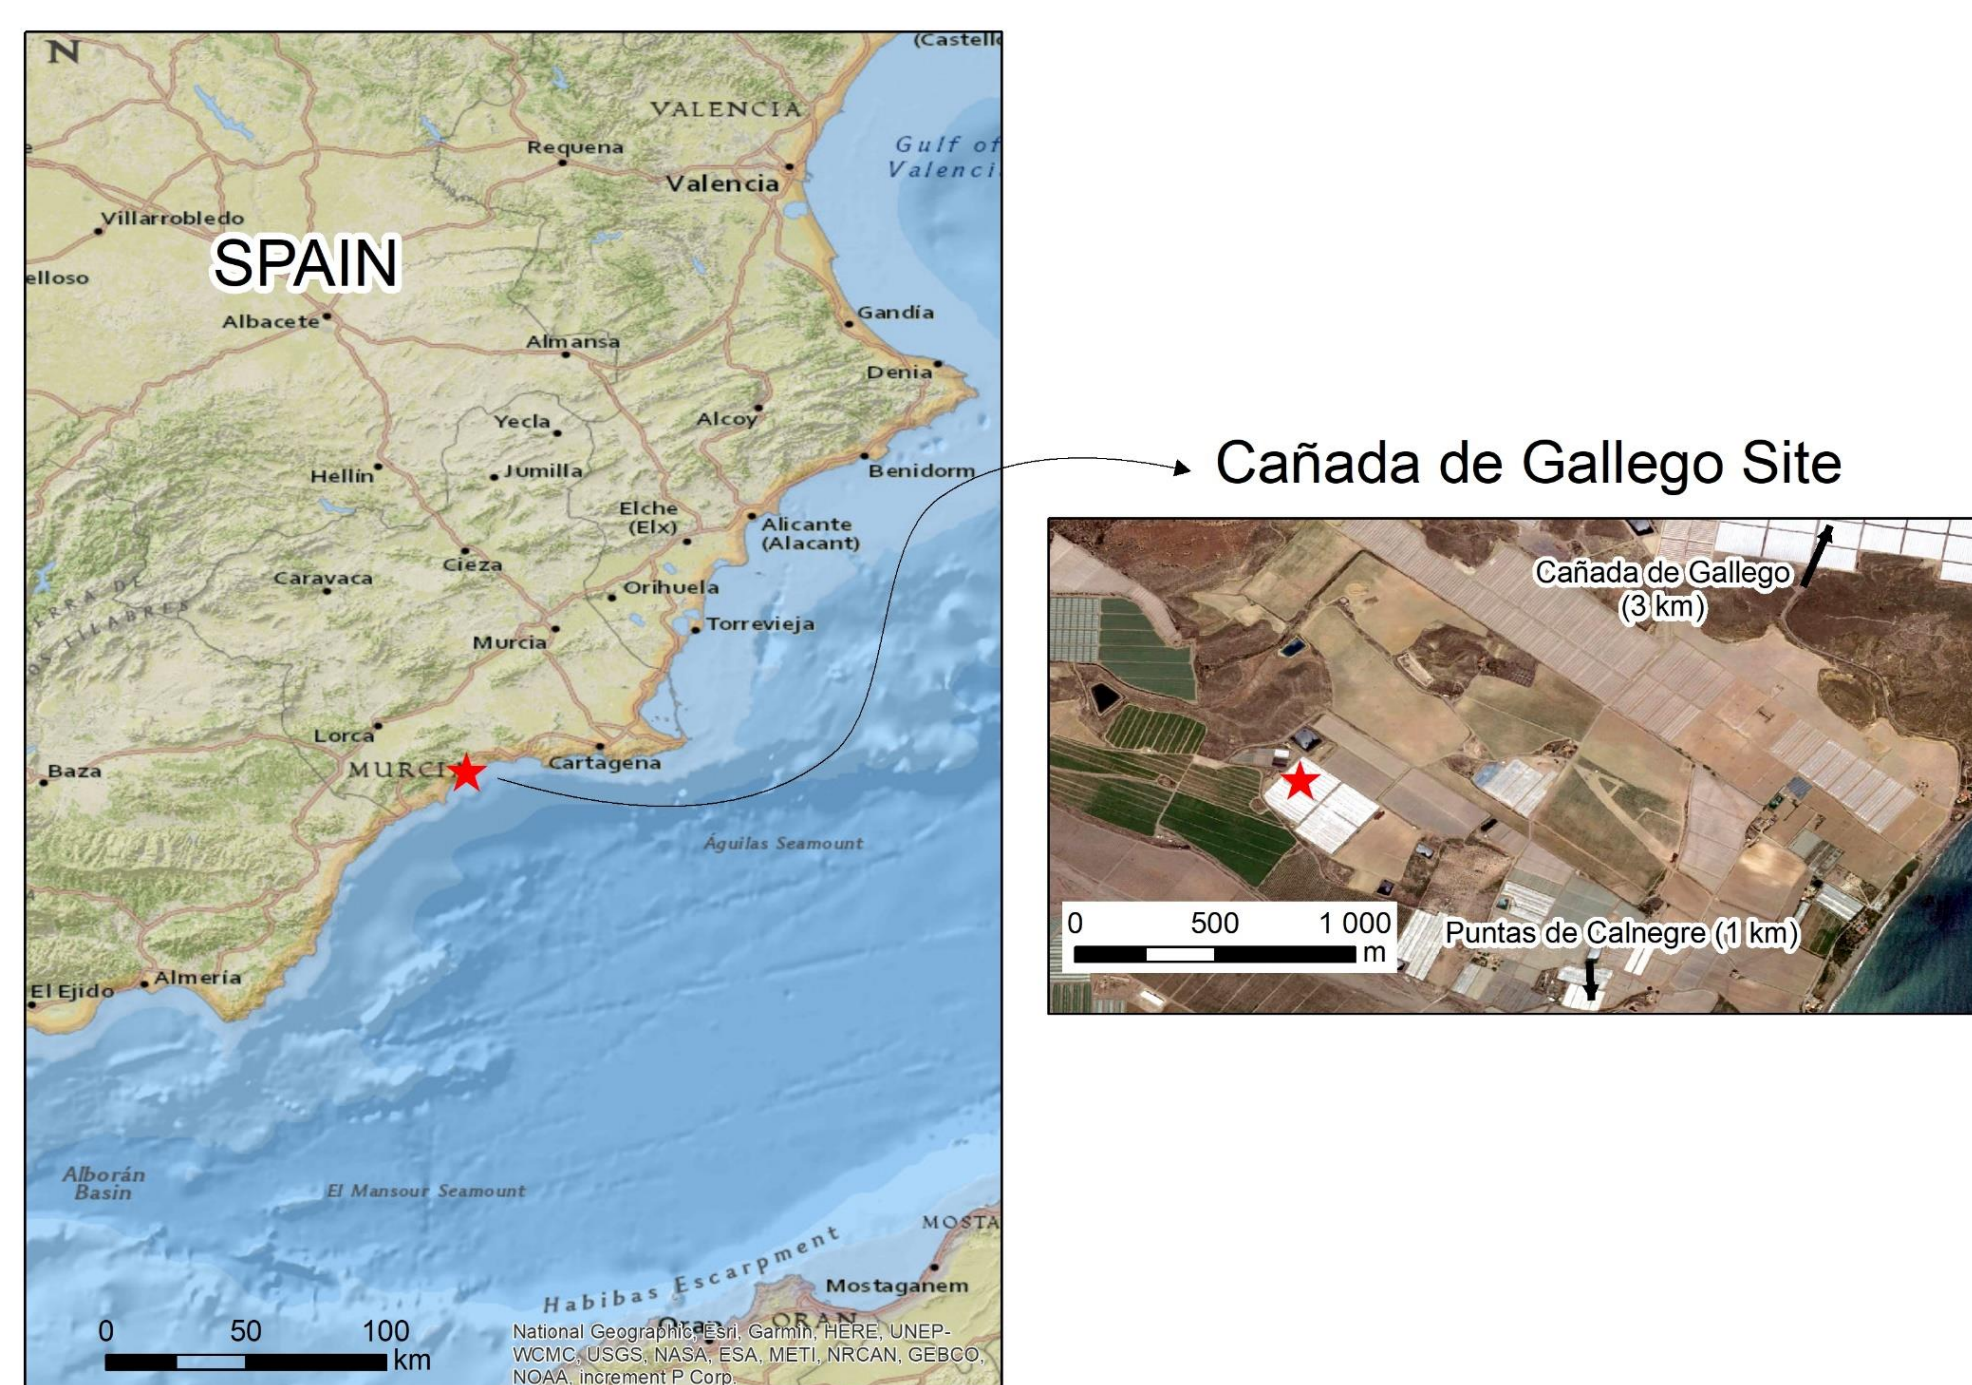 N
(Castell
VALENCIA
Gulf of
Valenci
Requena
Valencia
Villarrobledo
SPAIN
elloso
Albacete
Gandía
Almansa
Denia
Yecla
Alcoy
Hellín
Jumilla
Benidorm
Elche
(Elx)
Alicante
(Alacant)
Cieza
Caravaca
Orihuela
Torrevieja
Murcia
Lorca
MURCI
Cartagena
Baza
Águilas Seamount
Almería
El Ejido
Alborán
Basin
El Mansour Seamount
MOSTA
Habibas Escarpment
Mostaganem
ORAN
Oran
0 50 100
km
National Geographic, Esri, Garmin, HERE, UNEP-
WCMC, USGS, NASA, ESA, METI, NRCAN, GEBCO,
NOAA, increment P Corp.
Cañada de Gallego Site
Cañada de Gallego
(3 km)
Puntas de Calnegre (1 km)
0 500 1 000
m